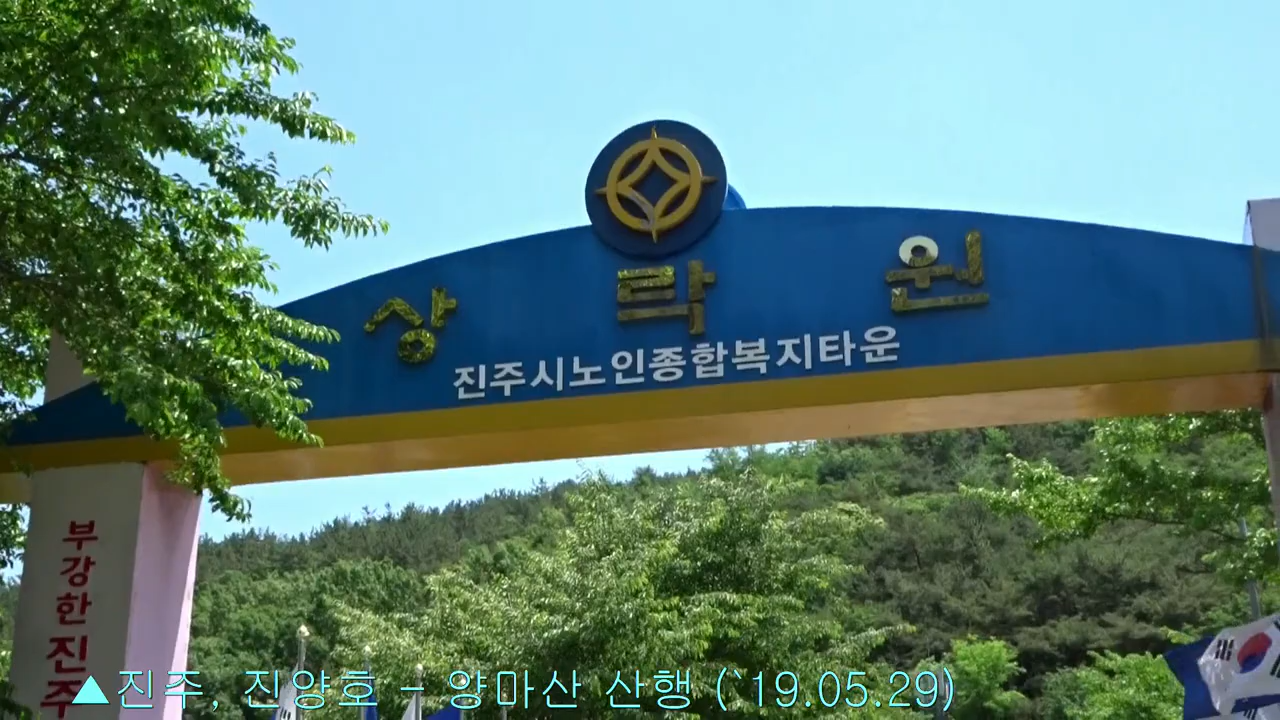 상 락 원
진주시노인종합복지타운
부강한진주
▲진주, 진양호 - 양마산 산행 (`19.05.29)